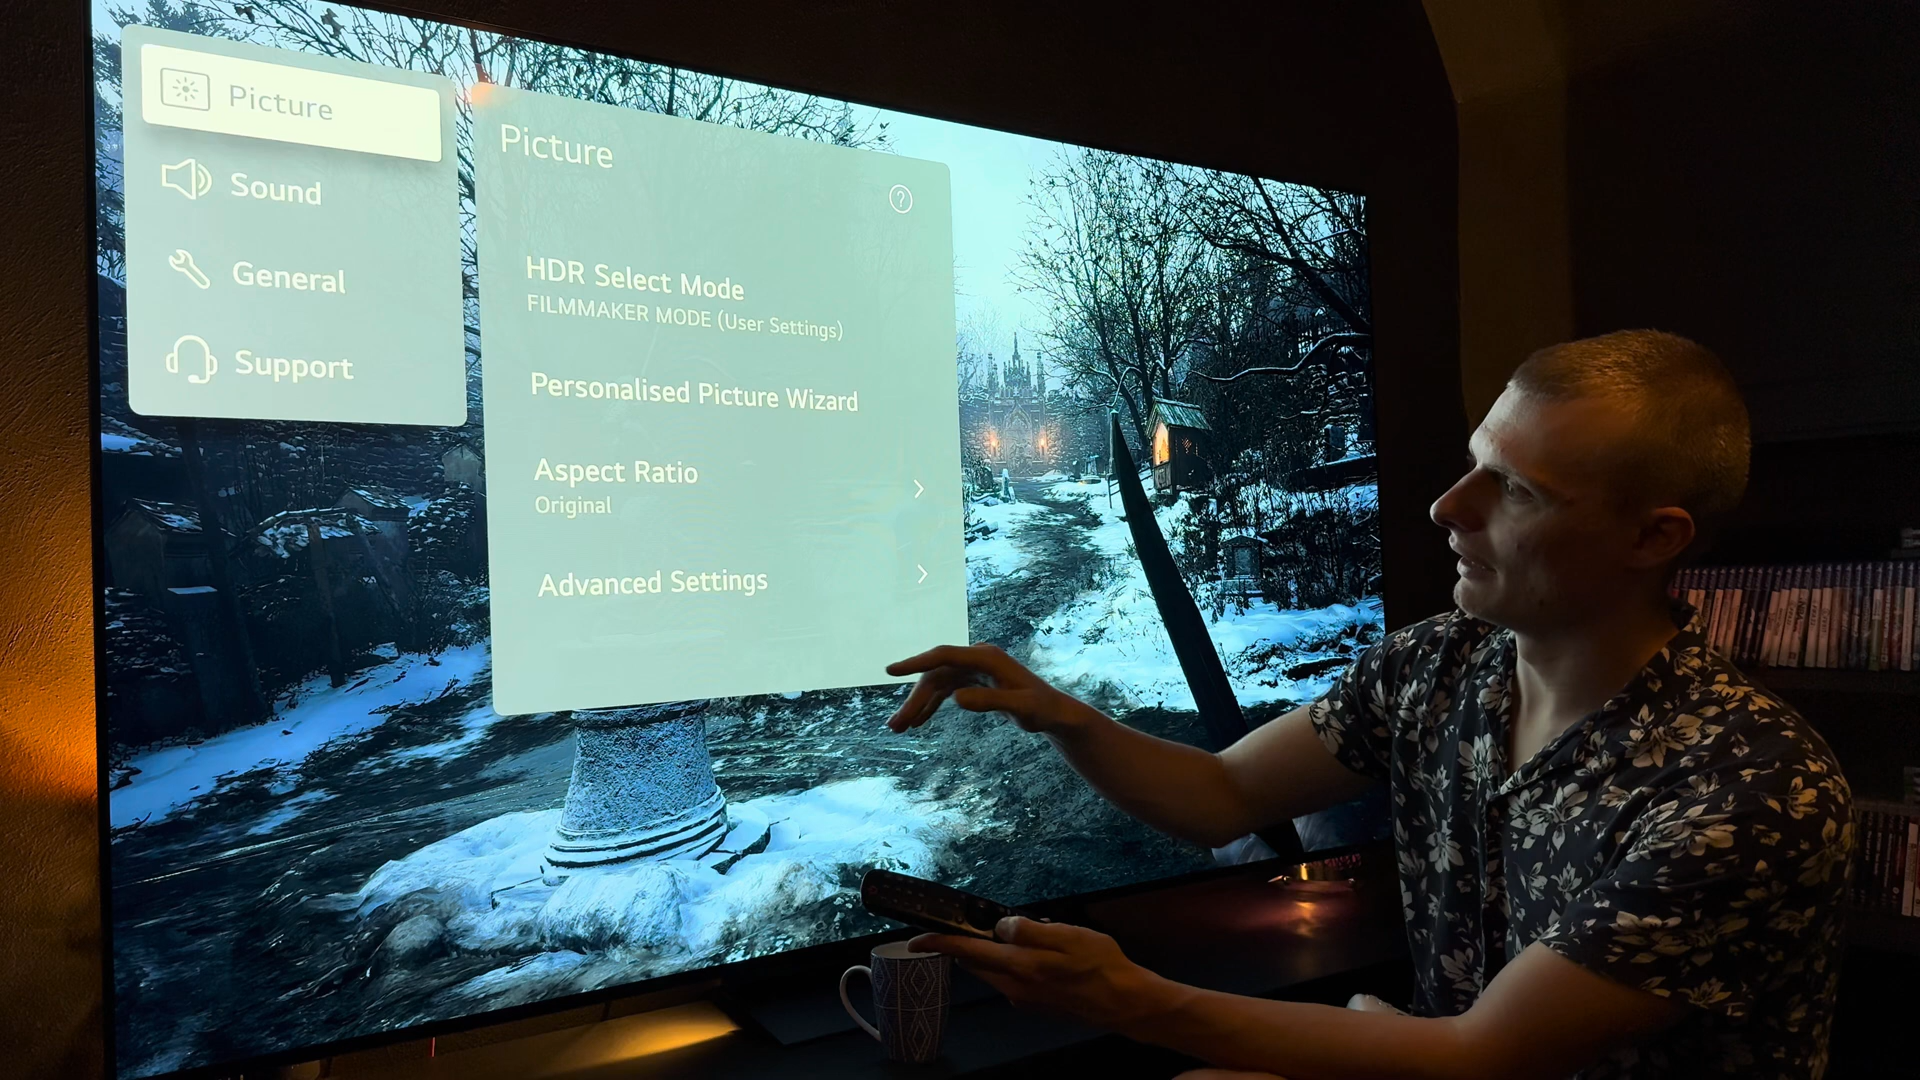 Picture
Sound
General
Support
Picture
?
HDR Select Mode
FILMMAKER MODE (User Settings)
Personalised Picture Wizard
Aspect Ratio
Original
Advanced Settings